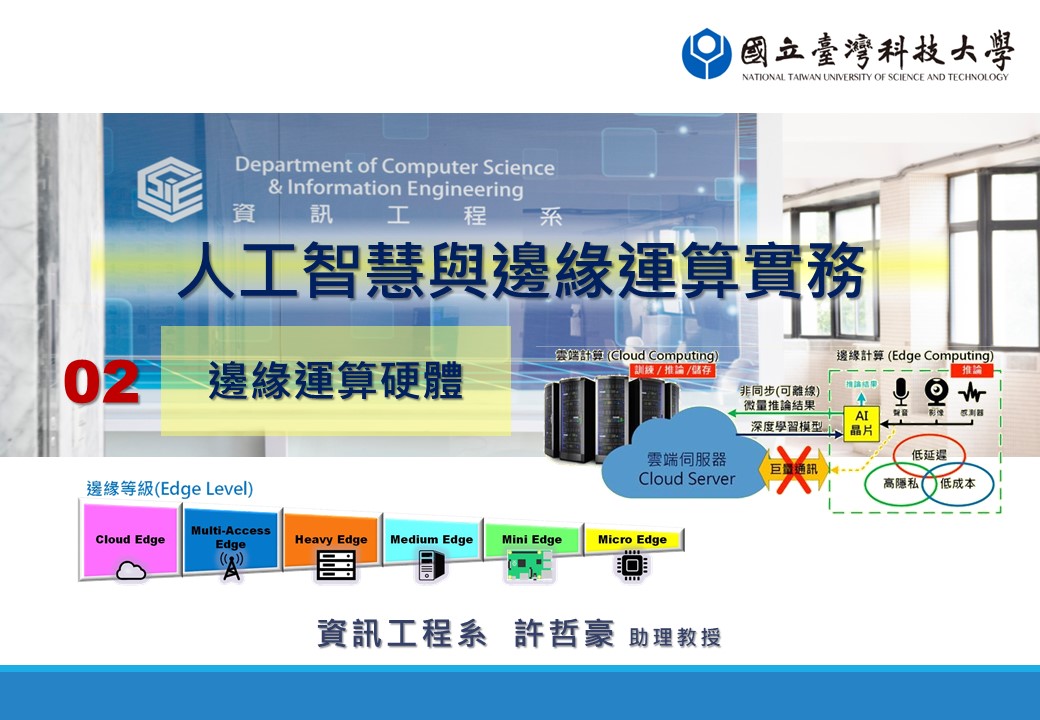 國立臺灣科技大學
NATIONAL TAIWAN UNIVERSITY OF SCIENCE AND TECHNOLOGY
Department of Computer Science
& Information Engineering
資訊工程系
人工智慧與邊緣運算實務
02
邊緣運算硬體
雲端計算 (Cloud Computing)
訓練 / 推論 /儲存
非同步(可離線)
微量推論結果
深度學習模型
雲端伺服器
Cloud Server
巨量通訊
邊緣計算 (Edge Computing)
推論
推論結果
AI
晶片
聲音
影像
感測器
低延遲
高隱私
低成本
邊緣等級(Edge Level)
Cloud Edge
Multi-Access
Edge
Heavy Edge
Medium Edge
Mini Edge
Micro Edge
資訊工程系 許哲豪 助理教授